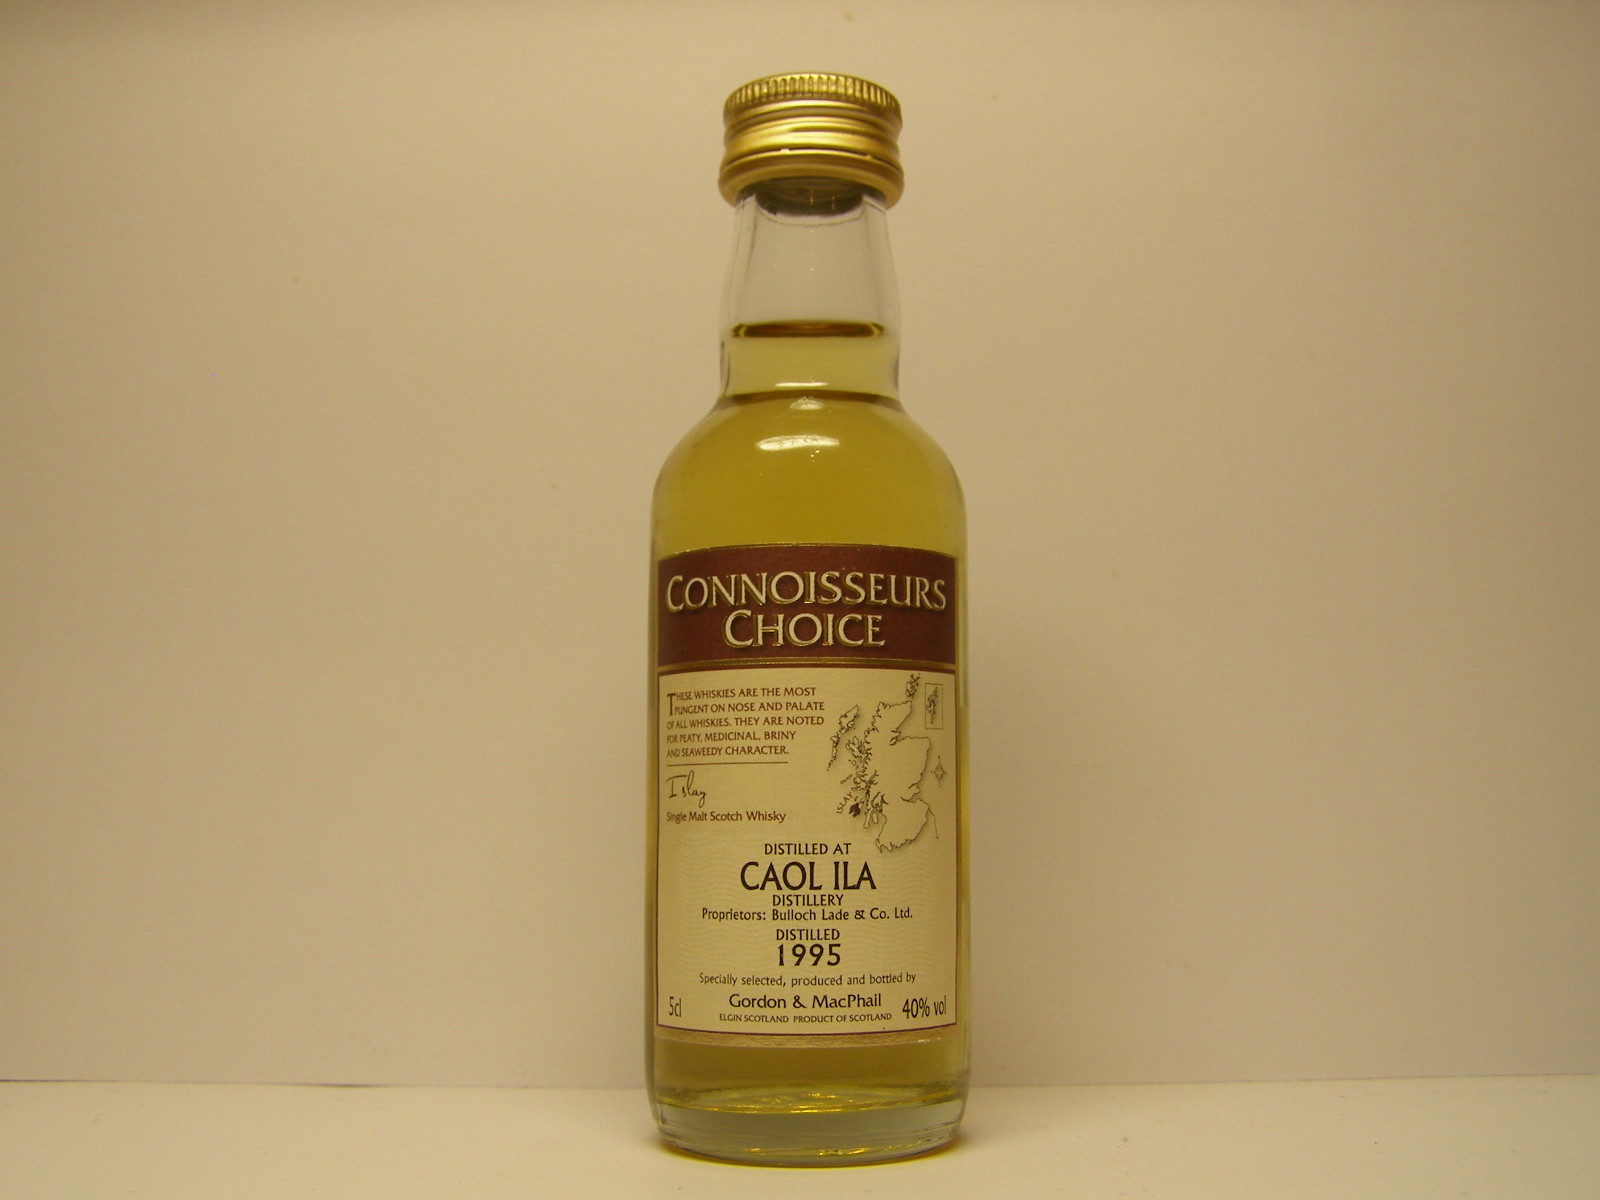 CONNOISSEURS
CHOICE
THESE WHISKIES ARE THE MOST
PUNGENT ON NOSE AND PALATE
OF ALL WHISKIES. THEY ARE NOTED
FOR PEATY, MEDICINAL, BRINY
AND SEAWEEDY CHARACTER.
Islay
Single Malt Scotch Whisky
ISLAY
DISTILLED AT
CAOL ILA
DISTILLERY
Proprietors: Bulloch Lade & Co. Ltd.
DISTILLED
1995
Specially selected, produced and bottled by
5cl Gordon & MacPhail 40% vol
ELGIN SCOTLAND PRODUCT OF SCOTLAND